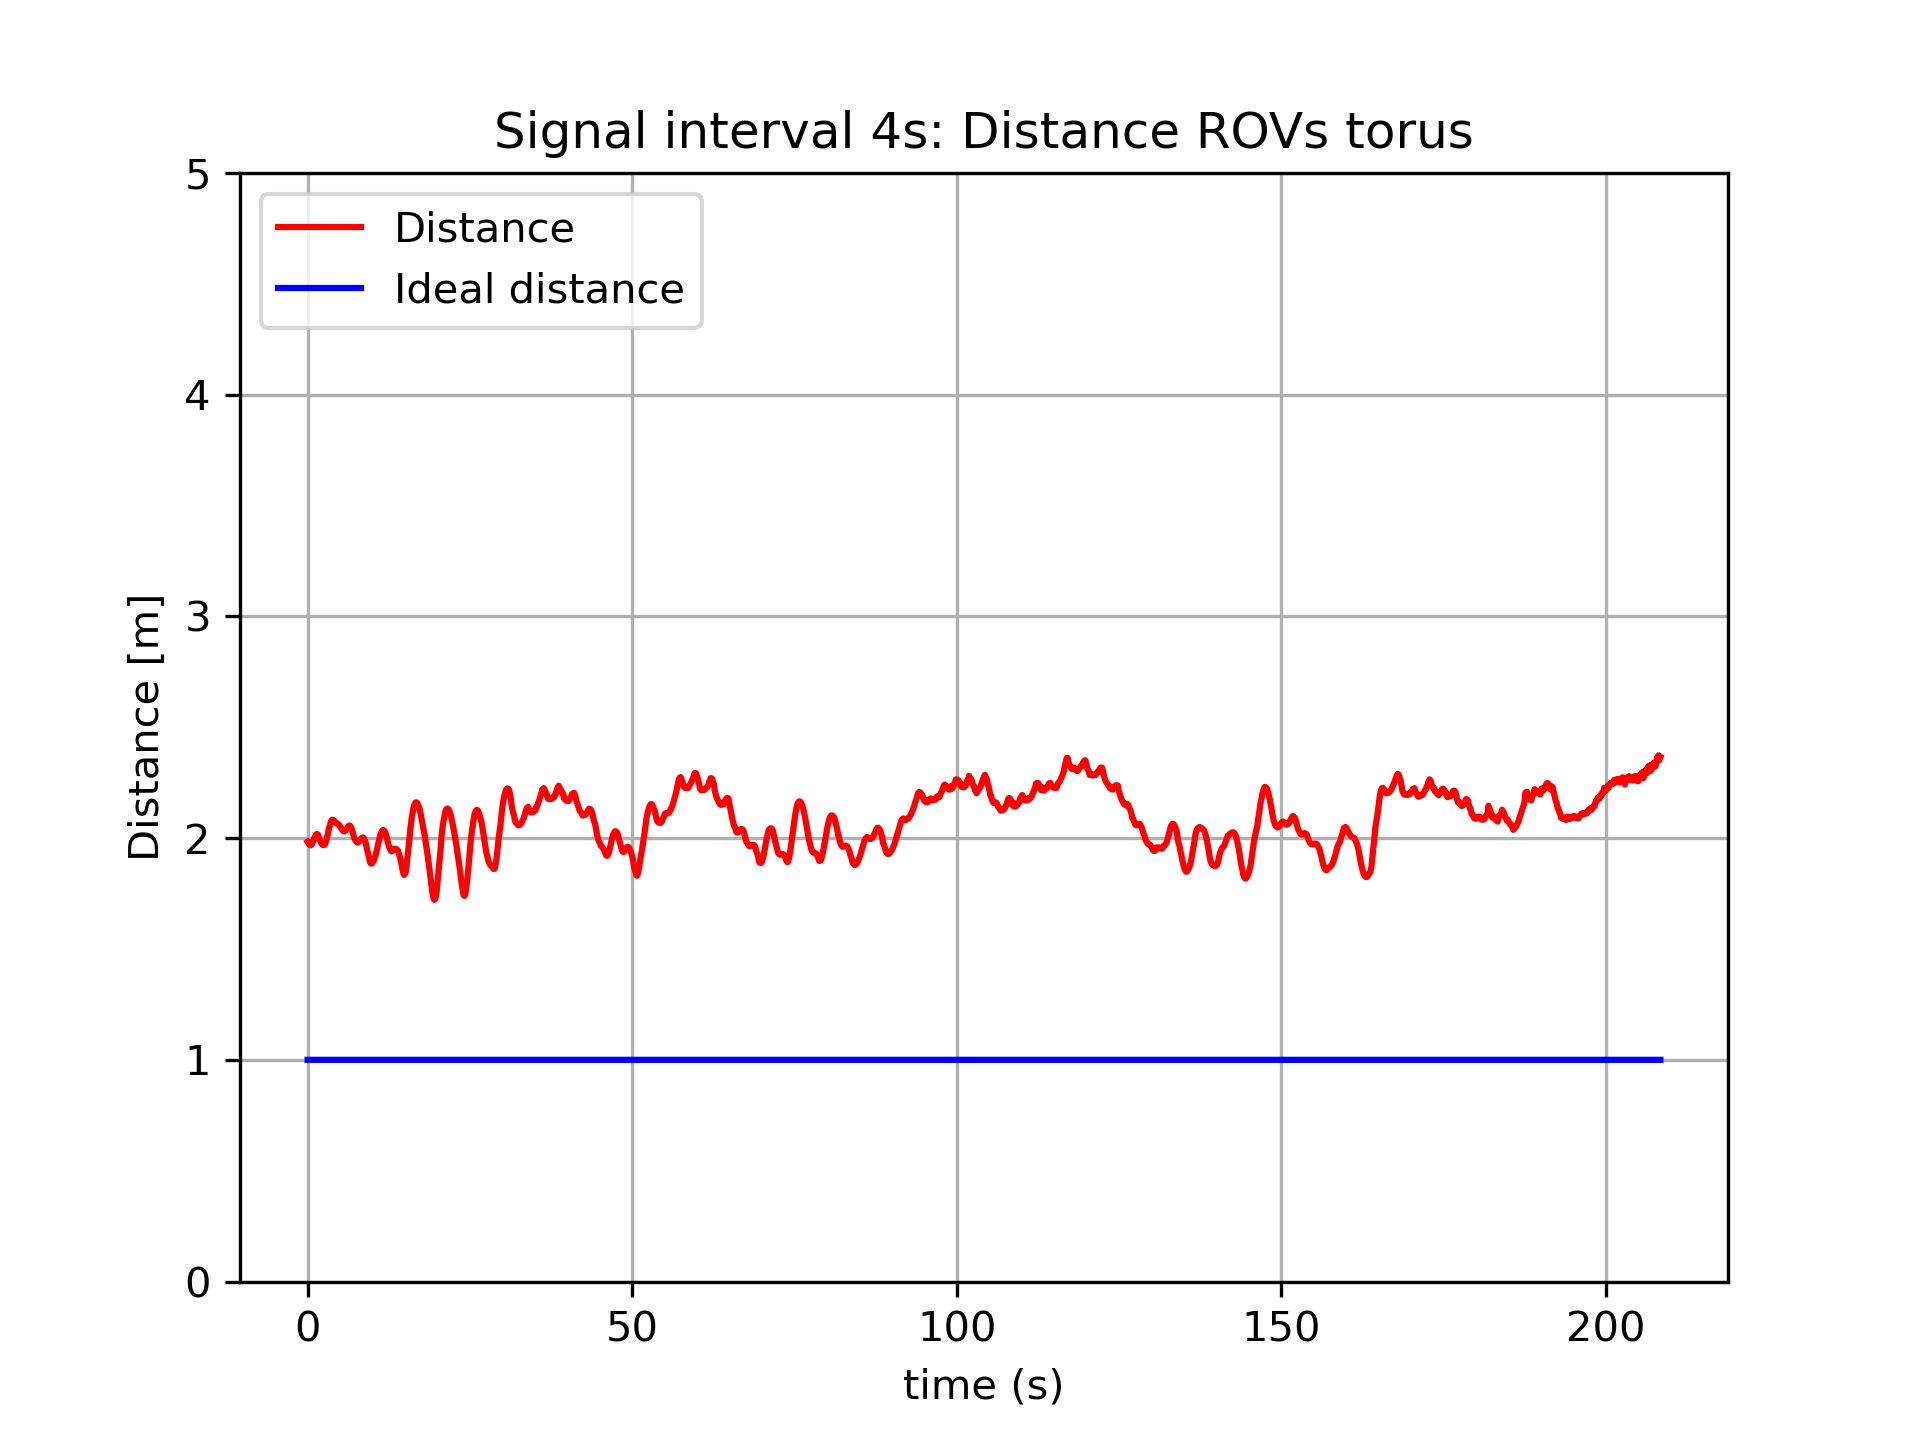 Signal interval 4s: Distance ROVs torus
Distance
Ideal distance
Distance [m]
5
4
3
2
1
0
0 50 100 150 200
time (s)